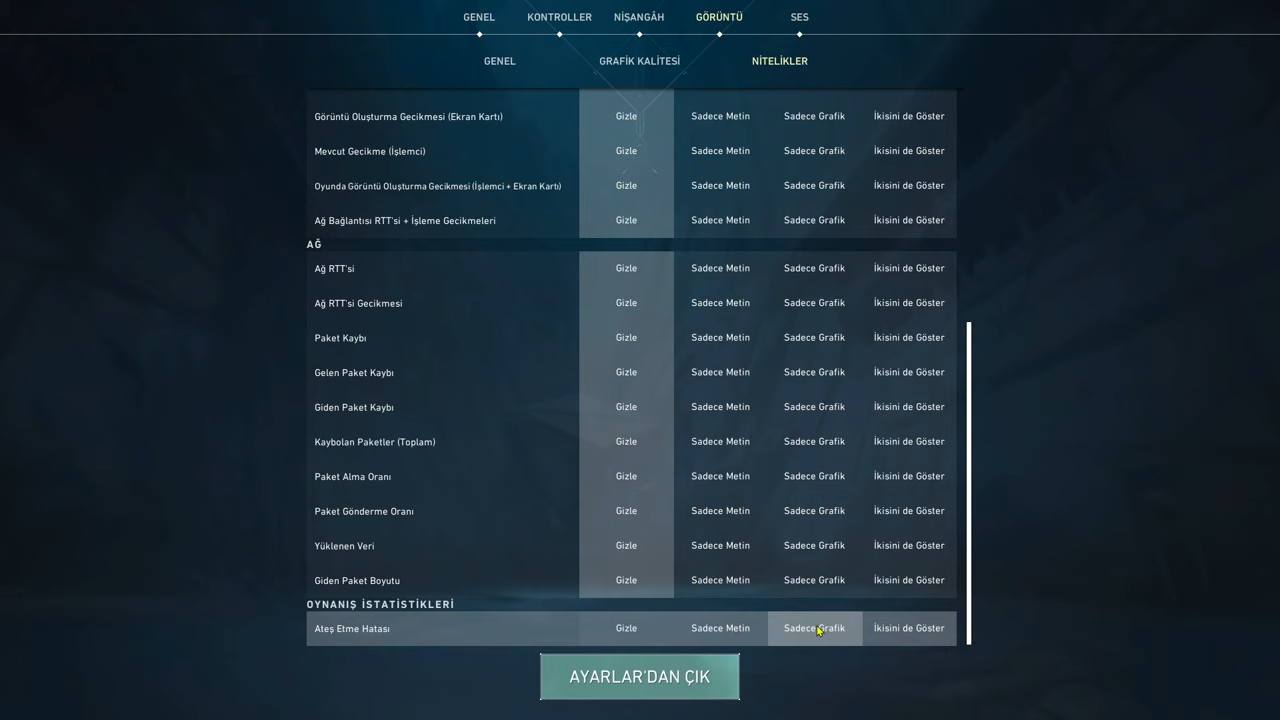 GENEL KONTROLLER NİŞANGÂH GÖRÜNTÜ SES
GENEL GRAFİK KALİTESİ NİTELİKLER
Görüntü Oluşturma Gecikmesi (Ekran Kartı) Gizle Sadece Metin Sadece Grafik İkisini de Göster
Mevcut Gecikme (İşlemci) Gizle Sadece Metin Sadece Grafik İkisini de Göster
Oyunda Görüntü Oluşturma Gecikmesi (İşlemci + Ekran Kartı) Gizle Sadece Metin Sadece Grafik İkisini de Göster
Ağ Bağlantısı RTT'si + İşleme Gecikmeleri Gizle Sadece Metin Sadece Grafik İkisini de Göster
AĞ
Ağ RTT'si Gizle Sadece Metin Sadece Grafik İkisini de Göster
Ağ RTT'si Gecikmesi Gizle Sadece Metin Sadece Grafik İkisini de Göster
Paket Kaybı Gizle Sadece Metin Sadece Grafik İkisini de Göster
Gelen Paket Kaybı Gizle Sadece Metin Sadece Grafik İkisini de Göster
Giden Paket Kaybı Gizle Sadece Metin Sadece Grafik İkisini de Göster
Kaybolan Paketler (Toplam) Gizle Sadece Metin Sadece Grafik İkisini de Göster
Paket Alma Oranı Gizle Sadece Metin Sadece Grafik İkisini de Göster
Paket Gönderme Oranı Gizle Sadece Metin Sadece Grafik İkisini de Göster
Yüklenen Veri Gizle Sadece Metin Sadece Grafik İkisini de Göster
Giden Paket Boyutu Gizle Sadece Metin Sadece Grafik İkisini de Göster
OYNANIŞ İSTATİSTİKLERİ
Ateş Etme Hatası Gizle Sadece Metin Sadece Grafik İkisini de Göster
AYARLAR'DAN ÇIK